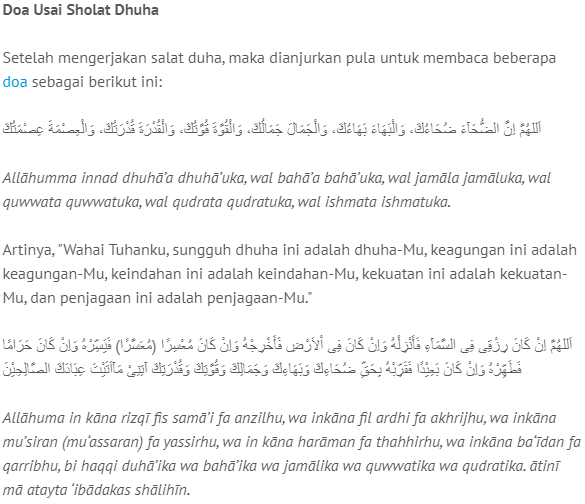 Doa Usai Sholat Dhuha
Setelah mengerjakan salat duha, maka dianjurkan pula untuk membaca beberapa
doa sebagai berikut ini:
اَللهُمَّ اِنَّ الضُّحَآءَ ضُحَاءُكَ، وَالْبَهَاءَ بَهَاءُكَ، وَالْجَمَالَ جَمَالُكَ، وَالْقُوَّةَ قُوَّتُكَ، وَالْقُدْرَةَ قُدْرَتُكَ، وَالْعِصْمَةَ عِصْمَتُكَ
Allāhumma innad dhuhā’a dhuhā’uka, wal bahā’a bahā’uka, wal jamāla jamāluka, wal
quwwata quwwatuka, wal qudrata qudratuka, wal ishmata ishmatuka.
Artinya, "Wahai Tuhanku, sungguh dhuha ini adalah dhuha-Mu, keagungan ini adalah
keagungan-Mu, keindahan ini adalah keindahan-Mu, kekuatan ini adalah kekuatan-
Mu, dan penjagaan ini adalah penjagaan-Mu."
اَللهُمَّ اِنْ كَانَ رِزْقِى فِى السَّمَآءِ فَأَنْزِلْهُ وَاِنْ كَانَ فِى اْلاَرْضِ فَأَخْرِجْهُ وَاِنْ كَانَ مُعْسِرًا (مُعَسَّرًا) فَيَسِّرْهُ وَاِنْ كَانَ حَرَامًا
فَطَهِّرْهُ وَاِنْ كَانَ بَعِيْدًا فَقَرِّبْهُ بِحَقِّ ضُحَاءِكَ وَبَهَاءِكَ وَجَمَالِكَ وَقُوَّتِكَ وَقُدْرَتِكَ آتِنِىْ مَآاَتَيْتَ عِبَادَكَ الصَّالِحِيْنَ
Allāhuma in kāna rizqī fis samā’i fa anzilhu, wa inkāna fil ardhi fa akhrijhu, wa inkāna
mu’siran (mu‘assaran) fa yassirhu, wa in kāna harāman fa thahhirhu, wa inkāna ba‘īdan fa
qarribhu, bi haqqi duhā’ika wa bahā’ika wa jamālika wa quwwatika wa qudratika. ātinī
mā atayta ‘ibādakas shālihīn.